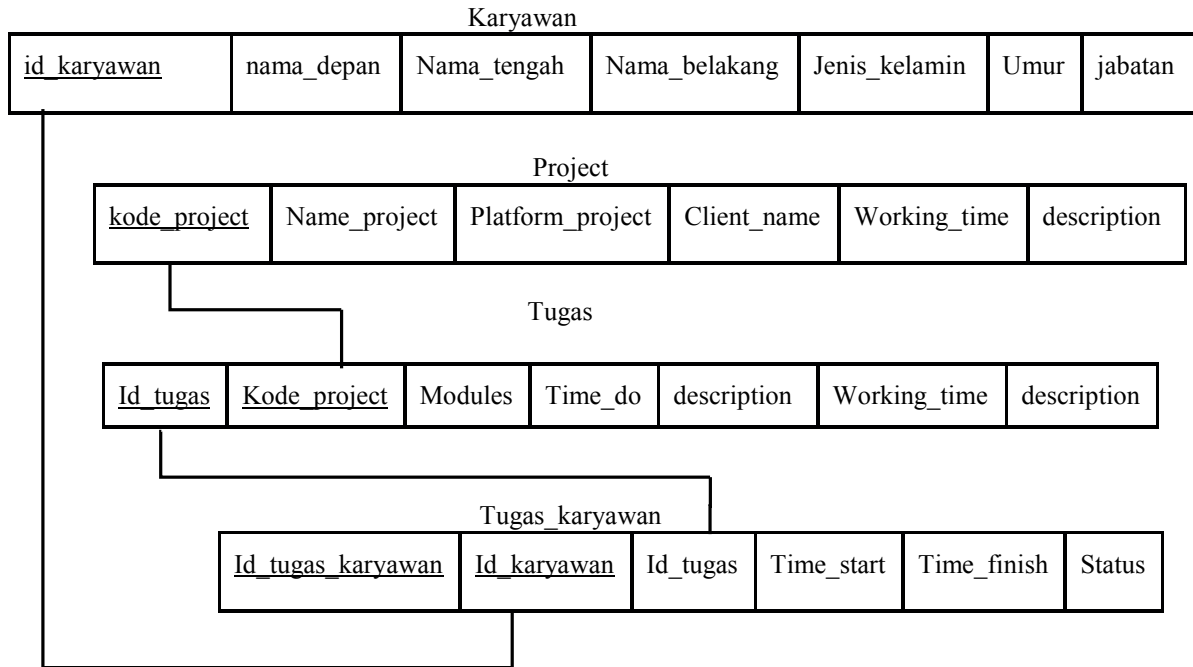 Karyawan
id_karyawan nama_depan Nama_tengah Nama_belakang Jenis_kelamin Umur jabatan
Project
kode_project Name_project Platform_project Client_name Working_time description
Tugas
Id_tugas Kode_project Modules Time_do description Working_time description
Tugas_karyawan
Id_tugas_karyawan Id_karyawan Id_tugas Time_start Time_finish Status